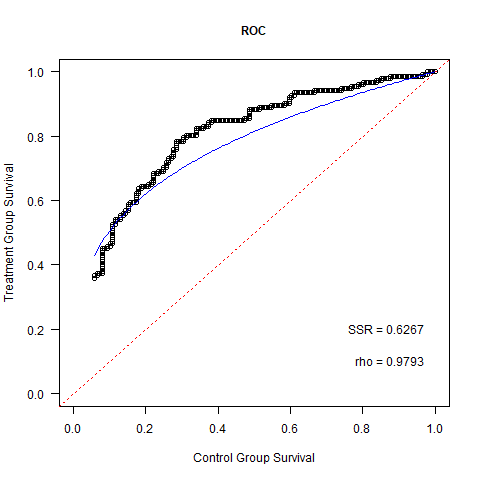 ROC
Treatment Group Survival
1.0
0.8
0.6
0.4
0.2
0.0
SSR = 0.6267
rho = 0.9793
0.0 0.2 0.4 0.6 0.8 1.0
Control Group Survival